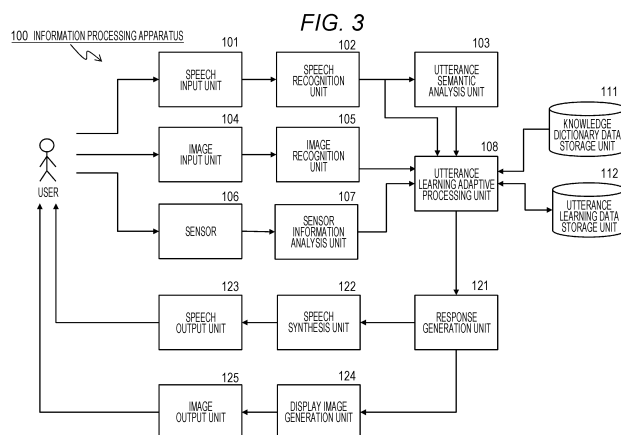 FIG. 3
100 INFORMATION PROCESSING APPARATUS
101
SPEECH
INPUT UNIT
102
SPEECH
RECOGNITION
UNIT
103
UTTERANCE
SEMANTIC
ANALYSIS UNIT
104
IMAGE
INPUT UNIT
105
IMAGE
RECOGNITION
UNIT
108
UTTERANCE
LEARNING ADAPTIVE
PROCESSING UNIT
111
KNOWLEDGE
DICTIONARY DATA
STORAGE UNIT
112
UTTERANCE
LEARNING DATA
STORAGE UNIT
USER
106
SENSOR
107
SENSOR
INFORMATION
ANALYSIS UNIT
123
SPEECH
OUTPUT UNIT
122
SPEECH
SYNTHESIS UNIT
121
RESPONSE
GENERATION UNIT
125
IMAGE
OUTPUT UNIT
124
DISPLAY IMAGE
GENERATION UNIT